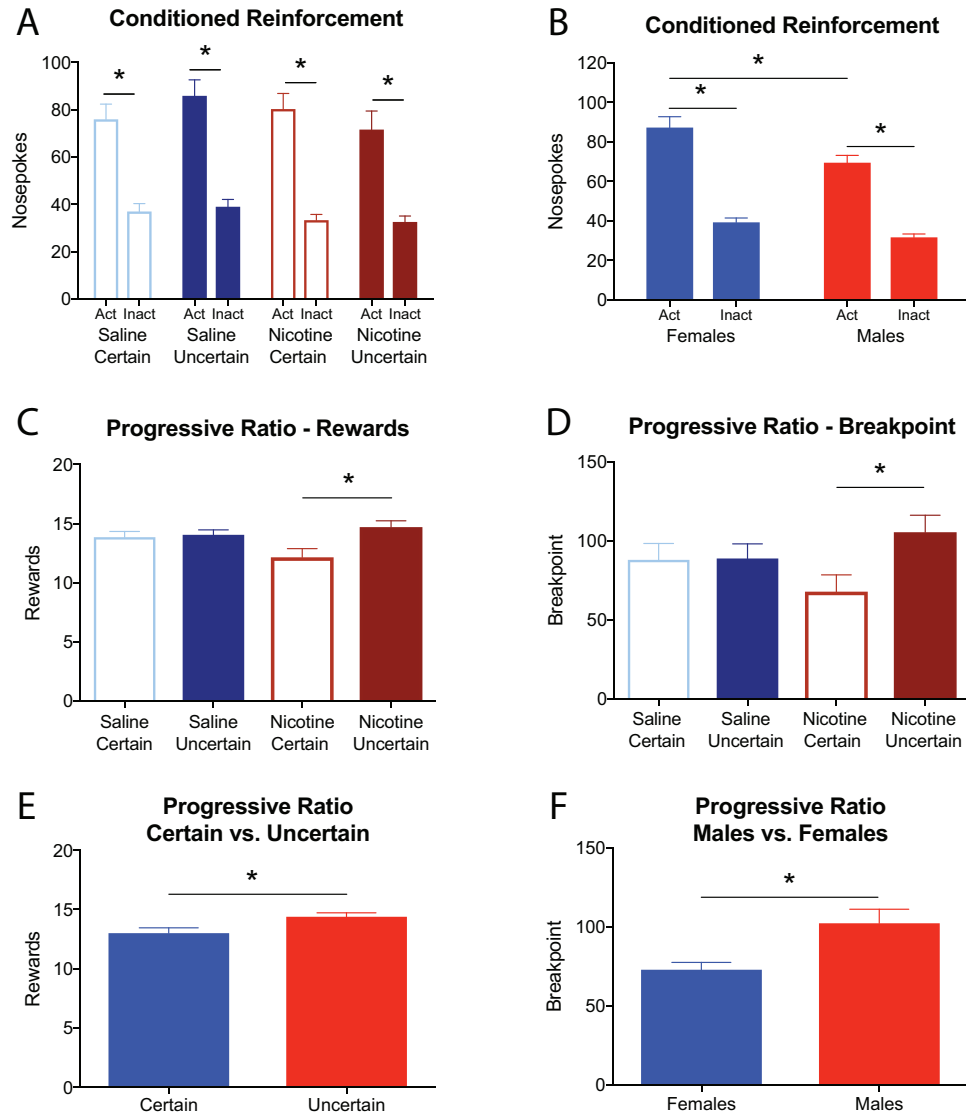 A
Conditioned Reinforcement
Nosepokes
100
80
60
40
20
0
* * * *
Act Inact Act Inact Act Inact Act Inact
Saline Saline Nicotine Nicotine
Certain Uncertain Certain Uncertain
B
Conditioned Reinforcement
Nosepokes
120
100
80
60
40
20
0
*
* *
Act Inact Act Inact
Females Males
C
Progressive Ratio - Rewards
Rewards
20
15
10
5
0
*
Saline Saline Nicotine Nicotine
Certain Uncertain Certain Uncertain
D
Progressive Ratio - Breakpoint
Breakpoint
150
100
50
0
*
Saline Saline Nicotine Nicotine
Certain Uncertain Certain Uncertain
E
Progressive Ratio
Certain vs. Uncertain
Rewards
20
15
10
5
0
*
Certain Uncertain
F
Progressive Ratio
Males vs. Females
Breakpoint
150
100
50
0
*
Females Males